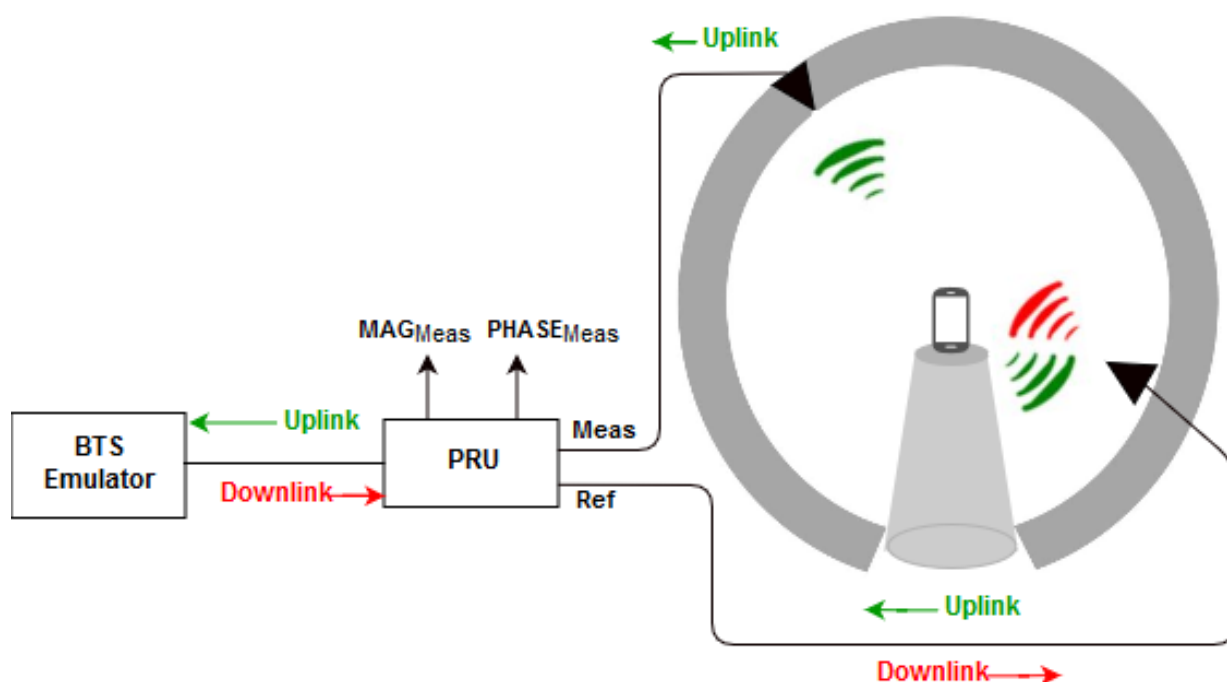 Uplink
MAGMeas PHASEMeas
Uplink
BTS
Emulator
PRU
Meas
Downlink
Ref
Uplink
Downlink